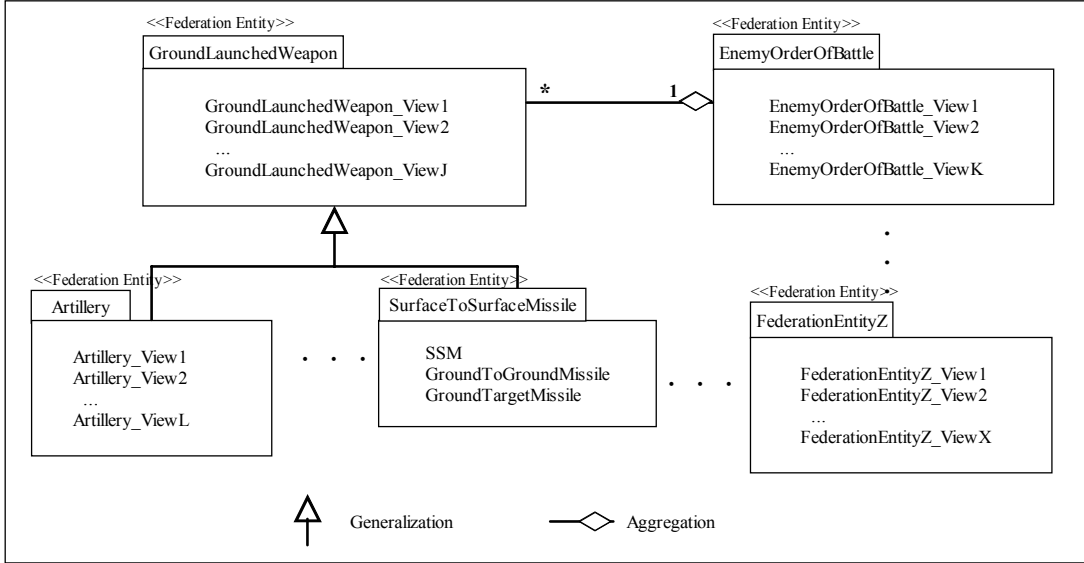 <<Federation Entity>>
GroundLaunchedWeapon
GroundLaunchedWeapon_View1
GroundLaunchedWeapon_View2
...
GroundLaunchedWeapon_ViewJ
*
1
<<Federation Entity>>
EnemyOrderOfBattle
EnemyOrderOfBattle_View1
EnemyOrderOfBattle_View2
...
EnemyOrderOfBattle_ViewK
<<Federation Entity>>
Artillery
Artillery_View1
Artillery_View2
...
Artillery_ViewL
. . .
<<Federation Entity>>
SurfaceToSurfaceMissile
SSM
GroundToGroundMissile
GroundTargetMissile
. . .
<<Federation Entity>>
FederationEntityZ
FederationEntityZ_View1
FederationEntityZ_View2
...
FederationEntityZ_ViewX
Generalization
Aggregation